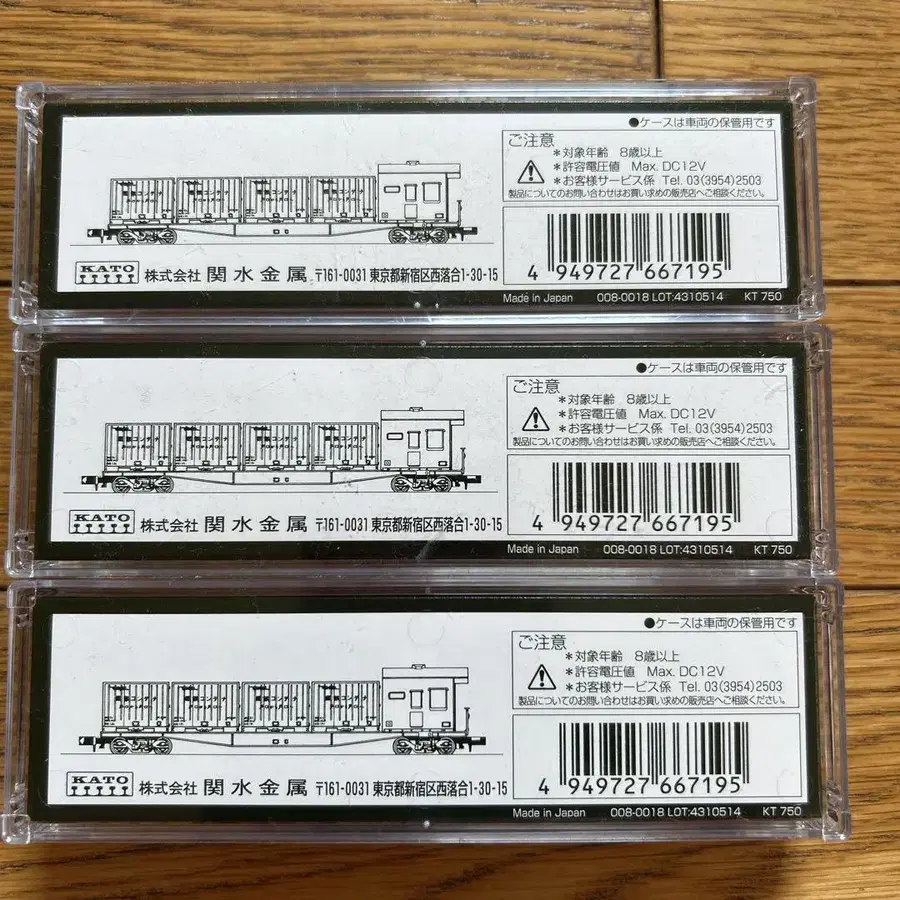 ●ケースは車両の保管用です
ご注意
＊対象年齢　8歳以上
＊許容電圧値　Max. DC12V
＊お客様サービス係　Tel. 03(3954)2503
製品についてのお問い合わせはお買い求めの販売店へご相談ください。
4 949727 667195
KATO 株式会社 関水金属 〒161-0031 東京都新宿区西落合1-30-15
Made in Japan　008-0018 LOT:4310514　KT 750
●ケースは車両の保管用です
ご注意
＊対象年齢　8歳以上
＊許容電圧値　Max. DC12V
＊お客様サービス係　Tel. 03(3954)2503
製品についてのお問い合わせはお買い求めの販売店へご相談ください。
4 949727 667195
KATO 株式会社 関水金属 〒161-0031 東京都新宿区西落合1-30-15
Made in Japan　008-0018 LOT:4310514　KT 750
●ケースは車両の保管用です
ご注意
＊対象年齢　8歳以上
＊許容電圧値　Max. DC12V
＊お客様サービス係　Tel. 03(3954)2503
製品についてのお問い合わせはお買い求めの販売店へご相談ください。
4 949727 667195
KATO 株式会社 関水金属 〒161-0031 東京都新宿区西落合1-30-15
Made in Japan　008-0018 LOT:4310514　KT 750